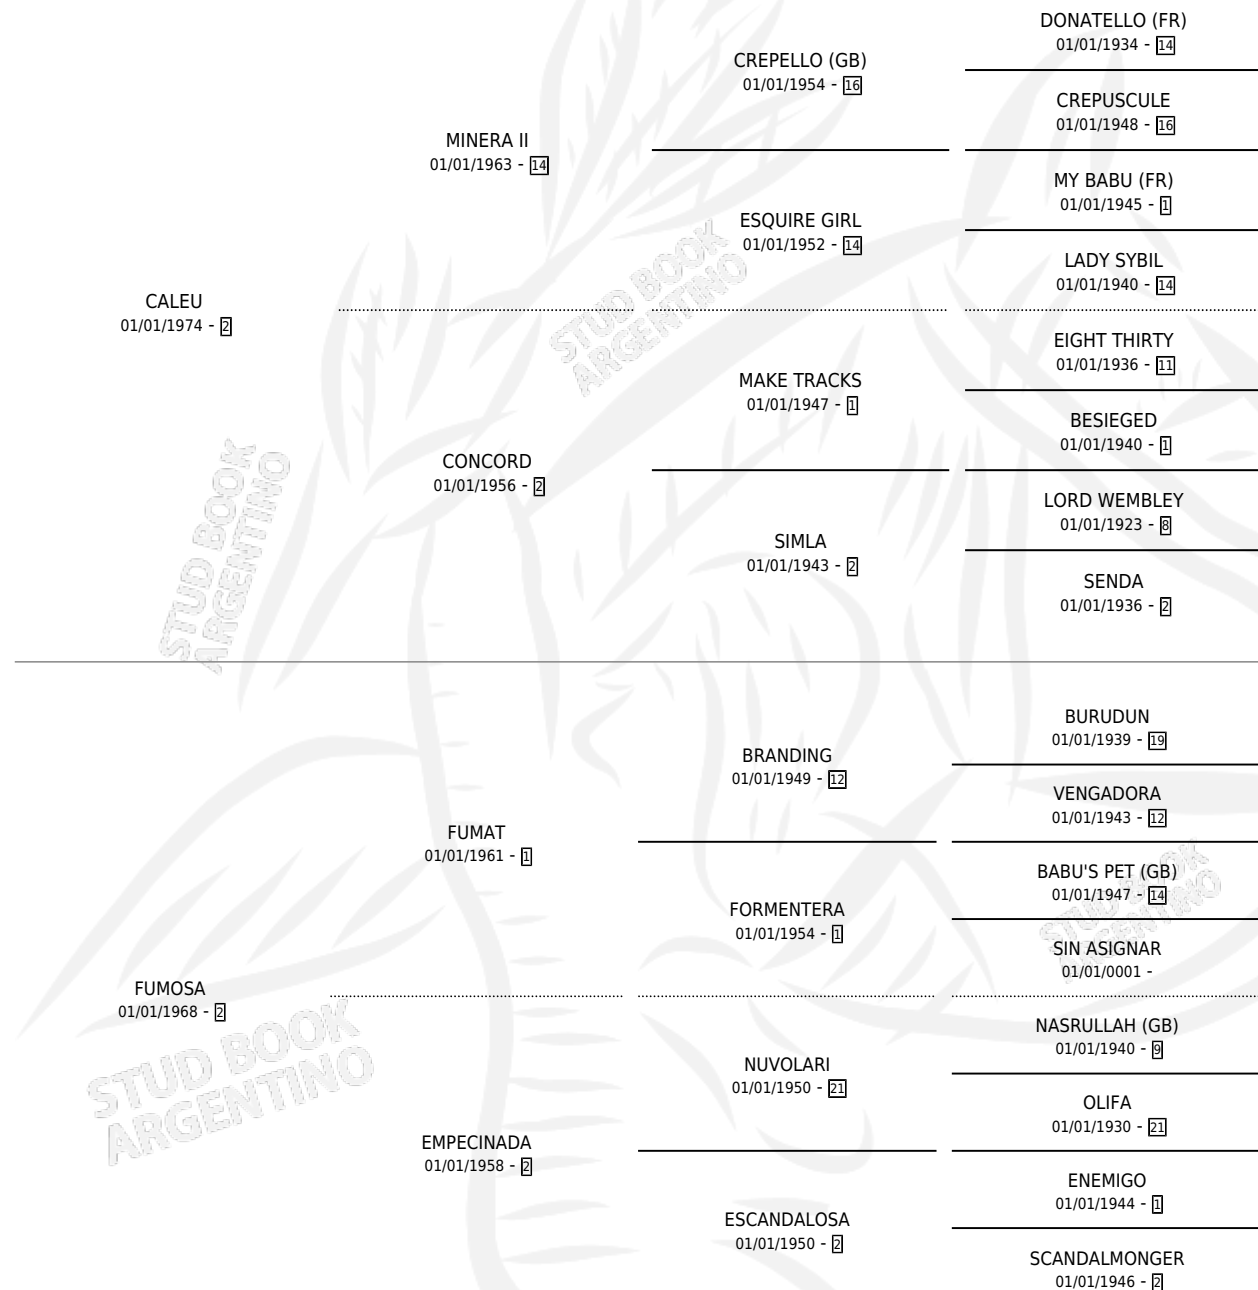 DONATELLO (FR)
01/01/1934 - 14
CREPELLO (GB)
01/01/1954 - 16
CREPUSCULE
01/01/1948 - 16
MINERA II
01/01/1963 - 14
MY BABU (FR)
01/01/1945 - 1
ESQUIRE GIRL
01/01/1952 - 14
LADY SYBIL
01/01/1940 - 14
CALEU
01/01/1974 - 2
EIGHT THIRTY
01/01/1936 - 11
MAKE TRACKS
01/01/1947 - 1
BESIEGED
01/01/1940 - 1
CONCORD
01/01/1956 - 2
LORD WEMBLEY
01/01/1923 - 8
SIMLA
01/01/1943 - 2
SENDA
01/01/1936 - 2
BURUDUN
01/01/1939 - 19
BRANDING
01/01/1949 - 12
VENGADORA
01/01/1943 - 12
FUMAT
01/01/1961 - 1
BABU'S PET (GB)
01/01/1947 - 14
FORMENTERA
01/01/1954 - 1
SIN ASIGNAR
01/01/0001 -
FUMOSA
01/01/1968 - 2
NASRULLAH (GB)
01/01/1940 - 9
NUVOLARI
01/01/1950 - 21
OLIFA
01/01/1930 - 21
EMPECINADA
01/01/1958 - 2
ENEMIGO
01/01/1944 - 1
ESCANDALOSA
01/01/1950 - 2
SCANDALMONGER
01/01/1946 - 2
STUD BOOK
ARGENTINO
STUD BOOK
ARGENTINO
STUD BOOK
ARGENTINO
STUD BOOK
ARGENTINO